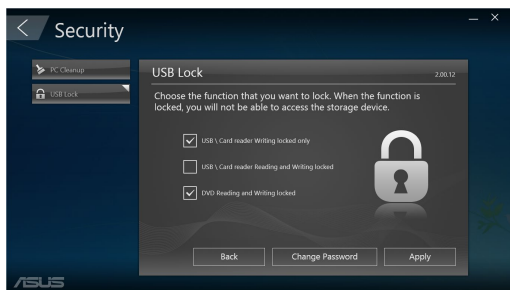 Security
PC Cleanup
USB Lock
USB Lock
2.00.12
Choose the function that you want to lock. When the function is
locked, you will not be able to access the storage device.
USB \ Card reader Writing locked only
USB \ Card reader Reading and Writing locked
DVD Reading and Writing locked
Back
Change Password
Apply
ASUS